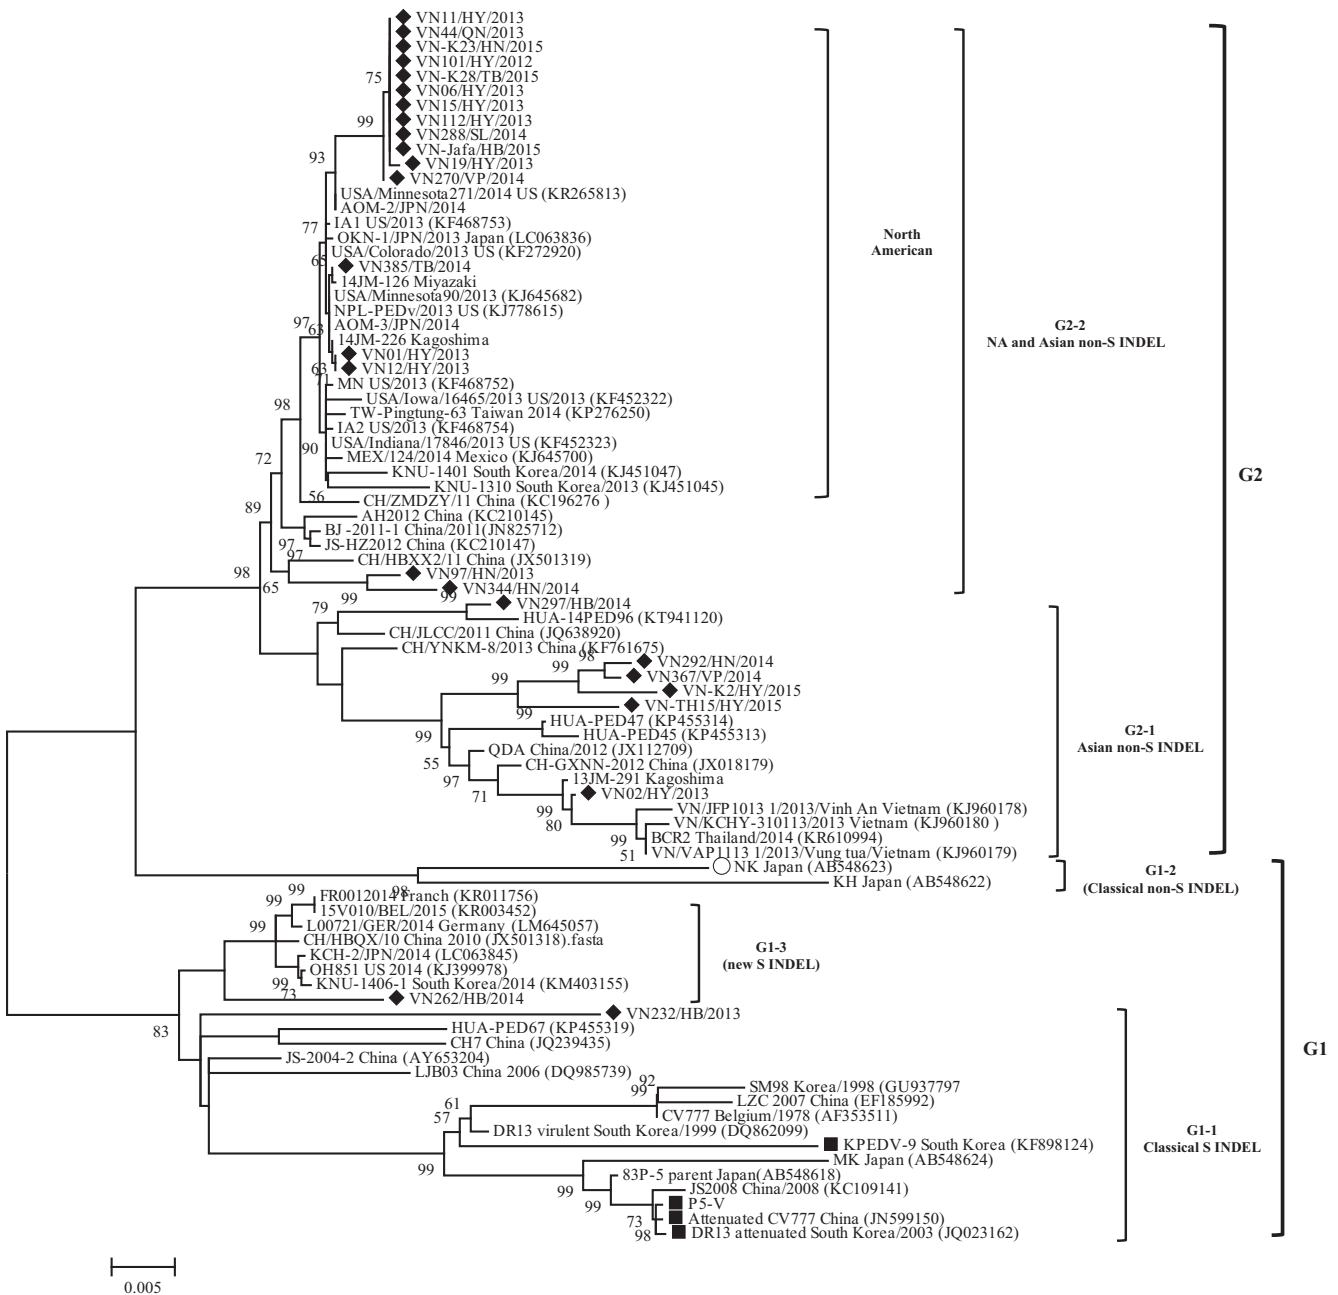 VN11/HY/2013
VN44/QN/2013
VN-K23/HN/2015
VN101/HY/2012
VN-K28/TB/2015
75
VN06/HY/2013
VN15/HY/2013
VN112/HY/2013
99
VN288/SL/2014
VN-Jafa/HB/2015
93
VN19/HY/2013
VN270/VP/2014
USA/Minnesota271/2014 US (KR265813)
AOM-2/JPN/2014
77
IA1 US/2013 (KF468753)
OKN-1/JPN/2013 Japan (LC063836)
USA/Colorado/2013 US (KF272920)
65
VN385/TB/2014
14JM-126 Miyazaki
USA/Minnesota90/2013 (KJ645682)
NPL-PEDv/2013 US (KJ778615)
97
63
AOM-3/JPN/2014
14JM-226 Kagoshima
VN01/HY/2013
63
VN12/HY/2013
71
MN US/2013 (KF468752)
USA/Iowa/16465/2013 US/2013 (KF452322)
98
TW-Pingtung-63 Taiwan 2014 (KP276250)
IA2 US/2013 (KF468754)
USA/Indiana/17846/2013 US (KF452323)
90
MEX/124/2014 Mexico (KJ645700)
72
KNU-1401 South Korea/2014 (KJ451047)
KNU-1310 South Korea/2013 (KJ451045)
56
CH/ZMDZY/11 China (KC196276 )
89
AH2012 China (KC210145)
BJ -2011-1 China/2011(JN825712)
97
JS-HZ2012 China (KC210147)
97
CH/HBXX2/11 China (JX501319)
98
VN97/HN/2013
65
VN344/HN/2014
99
99
VN297/HB/2014
79
HUA-14PED96 (KT941120)
CH/JLCC/2011 China (JQ638920)
CH/YNKM-8/2013 China (KF761675)
98
VN292/HN/2014
99
VN367/VP/2014
99
VN-K2/HY/2015
VN-TH15/HY/2015
99
HUA-PED47 (KP455314)
99
HUA-PED45 (KP455313)
QDA China/2012 (JX112709)
55
CH-GXNN-2012 China (JX018179)
97
13JM-291 Kagoshima
71
VN02/HY/2013
99
VN/JFP1013 1/2013/Vinh An Vietnam (KJ960178)
80
VN/KCHY-310113/2013 Vietnam (KJ960180 )
99
BCR2 Thailand/2014 (KR610994)
51
VN/VAP1113 1/2013/Vung tua/Vietnam (KJ960179)
NK Japan (AB548623)
KH Japan (AB548622)
98
99
FR0012014 Franch (KR011756)
99
15V010/BEL/2015 (KR003452)
99
L00721/GER/2014 Germany (LM645057)
CH/HBQX/10 China 2010 (JX501318).fasta
KCH-2/JPN/2014 (LC063845)
OH851 US 2014 (KJ399978)
99
KNU-1406-1 South Korea/2014 (KM403155)
73
VN262/HB/2014
83
VN232/HB/2013
HUA-PED67 (KP455319)
CH7 China (JQ239435)
JS-2004-2 China (AY653204)
LJB03 China 2006 (DQ985739)
92
99
SM98 Korea/1998 (GU937797
61
LZC 2007 China (EF185992)
57
CV777 Belgium/1978 (AF353511)
DR13 virulent South Korea/1999 (DQ862099)
KPEDV-9 South Korea (KF898124)
99
MK Japan (AB548624)
83P-5 parent Japan(AB548618)
99
JS2008 China/2008 (KC109141)
99
P5-V
73
Attenuated CV777 China (JN599150)
98
DR13 attenuated South Korea/2003 (JQ023162)
0.005
North
American
G2-2
NA and Asian non-S INDEL
G2
G2-1
Asian non-S INDEL
G1-2
(Classical non-S INDEL)
G1-3
(new S INDEL)
G1
G1-1
Classical S INDEL